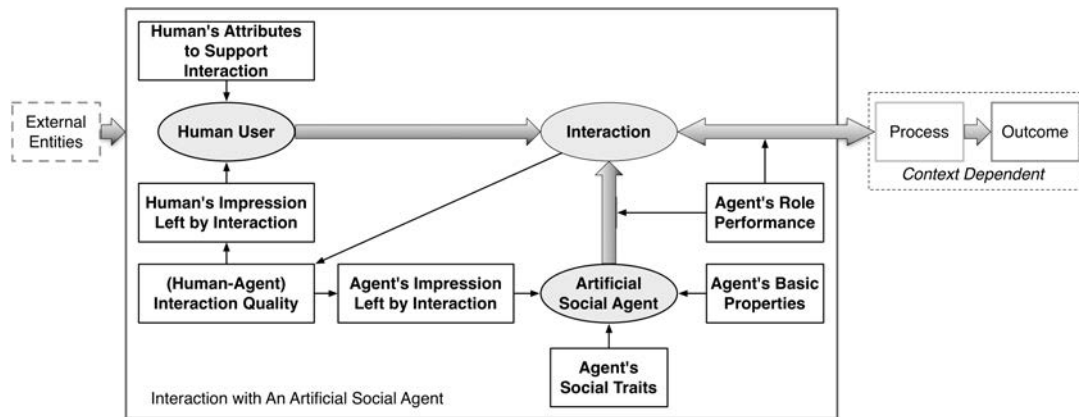 Human's Attributes
to Support
Interaction
External
Entities
Human User
Interaction
Process
Outcome
Context Dependent
Human's Impression
Left by Interaction
Agent's Role
Performance
(Human-Agent)
Interaction Quality
Agent's Impression
Left by Interaction
Artificial
Social Agent
Agent's Basic
Properties
Agent's
Social Traits
Interaction with An Artificial Social Agent